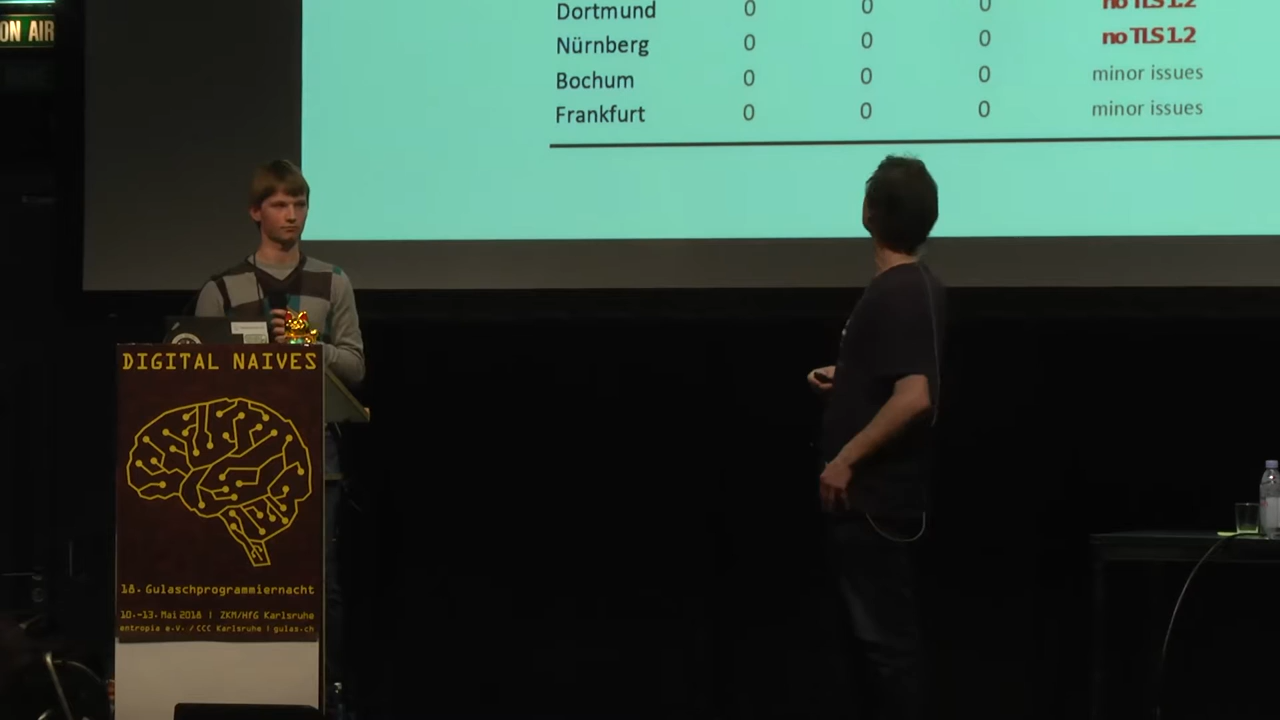 ON AIR
Dortmund 0 0 0 no TLS 1.2
Nürnberg 0 0 0 no TLS 1.2
Bochum 0 0 0 minor issues
Frankfurt 0 0 0 minor issues
DIGITAL NAIVES
18. Gulaschprogrammiernacht
10.-13. Mai 2018 | ZKM/HfG Karlsruhe
entropia e.V. / CCC Karlsruhe | gulas.ch